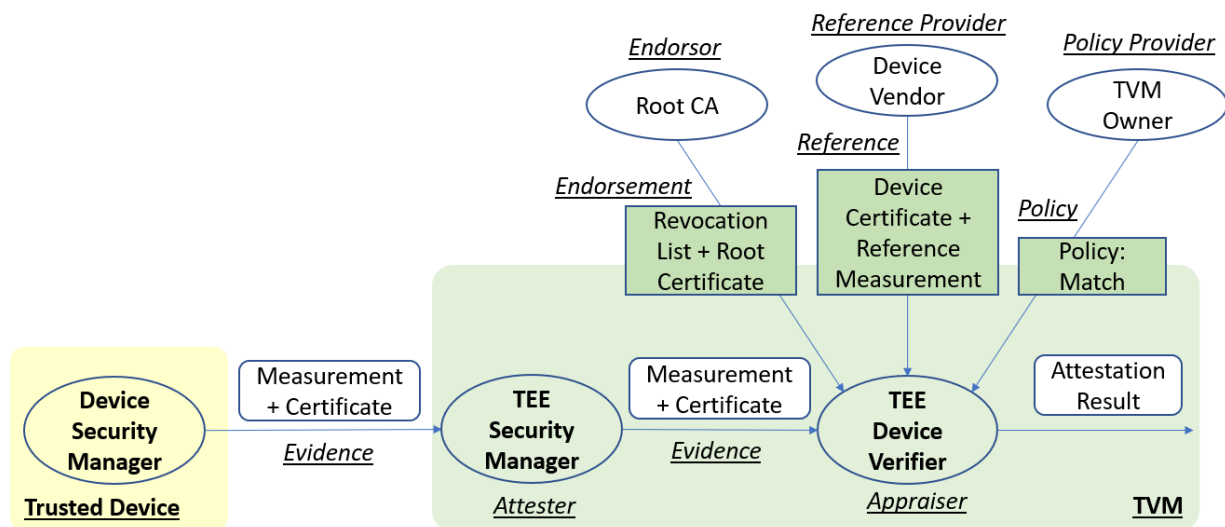 Reference Provider
Endorsor
Policy Provider
Device
Vendor
Root CA
TVM
Owner
Reference
Endorsement
Policy
Revocation
List + Root
Certificate
Device
Certificate +
Reference
Measurement
Policy:
Match
Measurement
+ Certificate
Measurement
+ Certificate
Attestation
Result
Device
Security
Manager
TEE
Security
Manager
TEE
Device
Verifier
Evidence
Evidence
Trusted Device
Attester
Appraiser
TVM